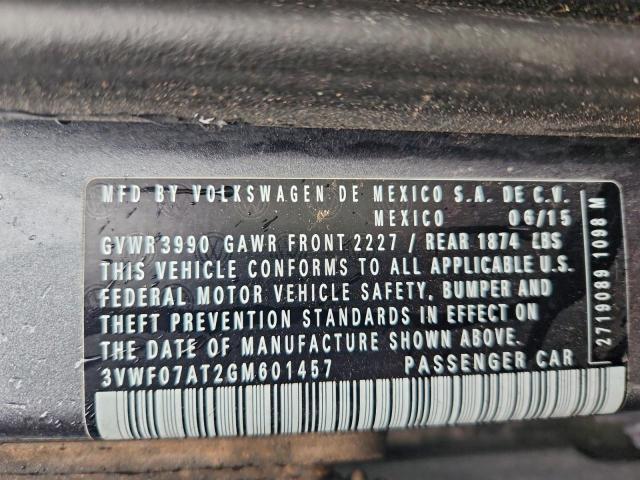 MFD BY VOLKSWAGEN DE MEXICO S.A. DE C.V.
MEXICO 06/15
GVWR 3990 GAWR FRONT 2227 / REAR 1874 LBS
THIS VEHICLE CONFORMS TO ALL APPLICABLE U.S.
FEDERAL MOTOR VEHICLE SAFETY, BUMPER AND
THEFT PREVENTION STANDARDS IN EFFECT ON
THE DATE OF MANUFACTURE SHOWN ABOVE.
3VWF07AT2GM601457 PASSENGER CAR
2719089 1098 M